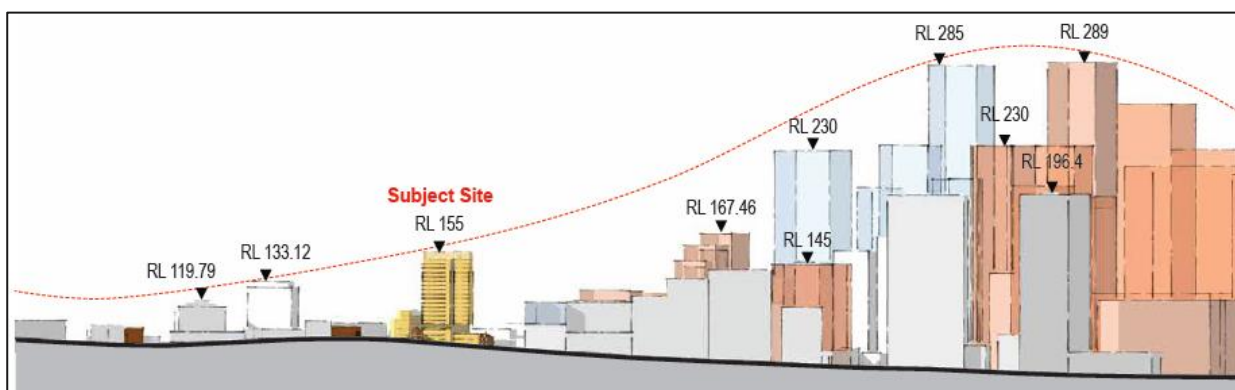 RL 285
RL 289
RL 230
RL 230
RL 196.4
Subject Site
RL 155
RL 167.46
RL 133.12
RL 145
RL 119.79